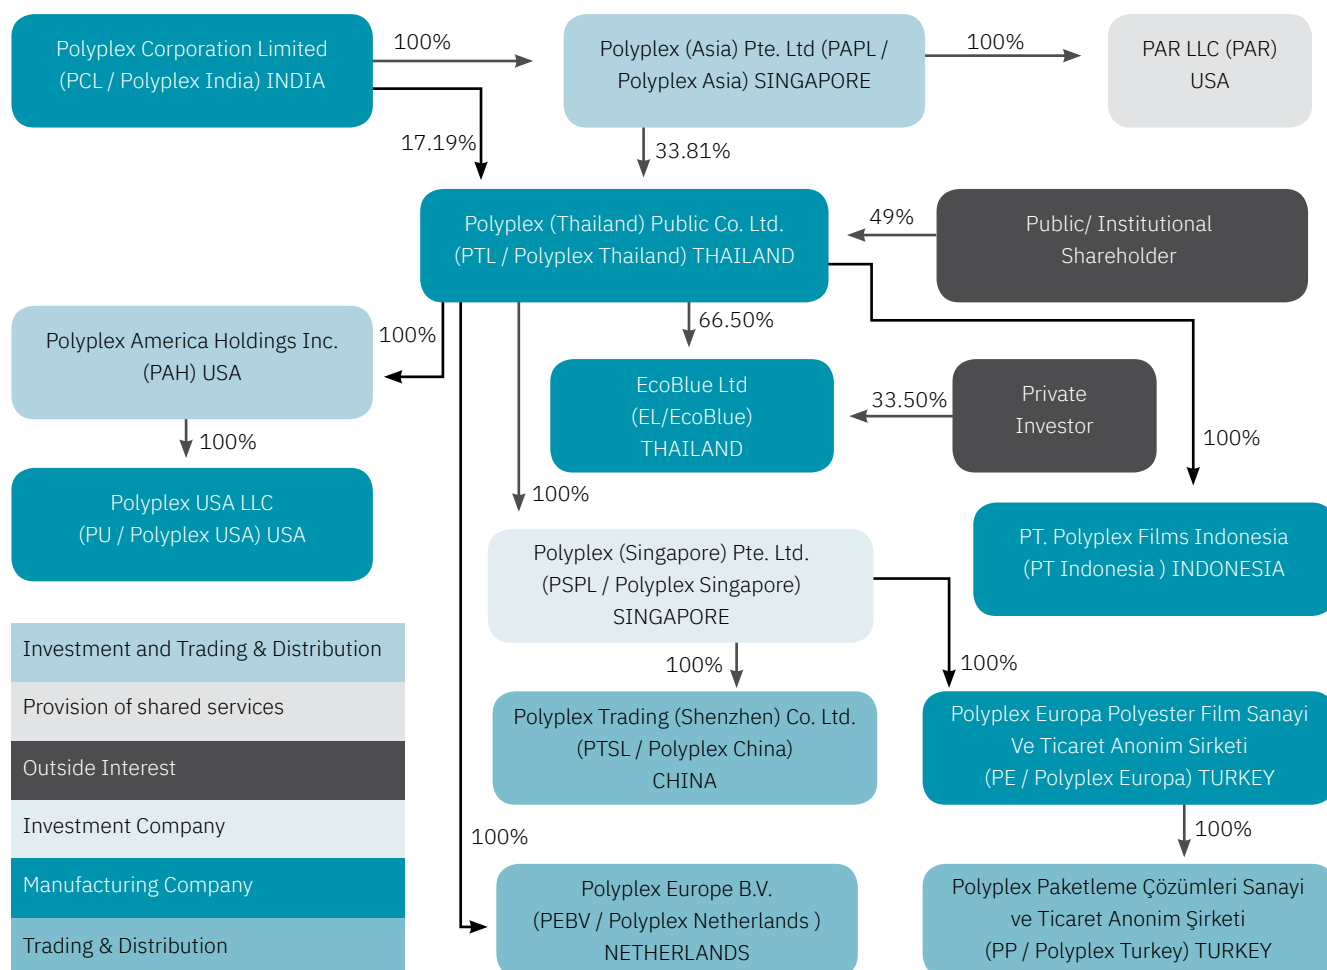 Polyplex Corporation Limited
(PCL / Polyplex India) INDIA
100%
Polyplex (Asia) Pte. Ltd (PAPL /
Polyplex Asia) SINGAPORE
100%
PAR LLC (PAR)
USA
17.19%
33.81%
Polyplex (Thailand) Public Co. Ltd.
(PTL / Polyplex Thailand) THAILAND
49%
Public/ Institutional
Shareholder
Polyplex America Holdings Inc.
(PAH) USA
100%
66.50%
EcoBlue Ltd
(EL/EcoBlue)
THAILAND
33.50%
Private
Investor
100%
100%
Polyplex USA LLC
(PU / Polyplex USA) USA
100%
PT. Polyplex Films Indonesia
(PT Indonesia ) INDONESIA
Polyplex (Singapore) Pte. Ltd.
(PSPL / Polyplex Singapore)
SINGAPORE
100%
100%
Polyplex Trading (Shenzhen) Co. Ltd.
(PTSL / Polyplex China)
CHINA
Polyplex Europa Polyester Film Sanayi
Ve Ticaret Anonim Sirketi
(PE / Polyplex Europa) TURKEY
100%
100%
Polyplex Europe B.V.
(PEBV / Polyplex Netherlands )
NETHERLANDS
Polyplex Paketleme Çözümleri Sanayi
ve Ticaret Anonim Şirketi
(PP / Polyplex Turkey) TURKEY
Investment and Trading & Distribution
Provision of shared services
Outside Interest
Investment Company
Manufacturing Company
Trading & Distribution